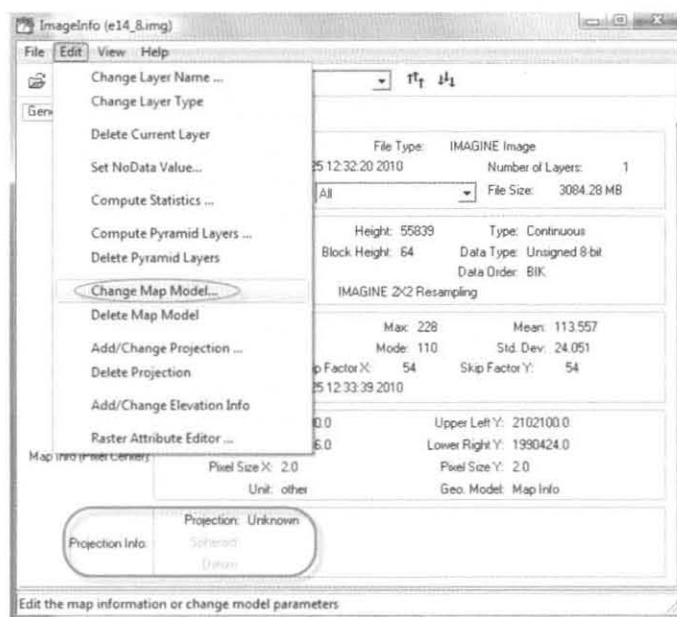 ImageInfo (e14_8.img)
File Edit View Help
Change Layer Name ...
Change Layer Type
Gene
Delete Current Layer
File Type: IMAGINE Image
Set NoData Value...
25 12:32:20 2010 Number of Layers: 1
All File Size: 3084.28 MB
Compute Statistics ...
Compute Pyramid Layers ...
Height: 55839 Type: Continuous
Delete Pyramid Layers
Block Height: 64 Data Type: Unsigned 8-bit
Data Order: BIK
Change Map Model...
IMAGINE 2X2 Resampling
Delete Map Model
Max: 228 Mean: 113.557
Add/Change Projection ...
Mode: 110 Std. Dev: 24.051
Delete Projection
p Factor X: 54 Skip Factor Y: 54
25 12:33:39 2010
Add/Change Elevation Info
0.0 Upper Left Y: 2102100.0
Raster Attribute Editor ...
6.0 Lower Right Y: 1990424.0
Map Info (Pixel Center):
Pixel Size X: 2.0 Pixel Size Y: 2.0
Unit: other Geo. Model: Map Info
Projection: Unknown
Projection Info: Spheroid:
Datum:
Edit the map information or change model parameters